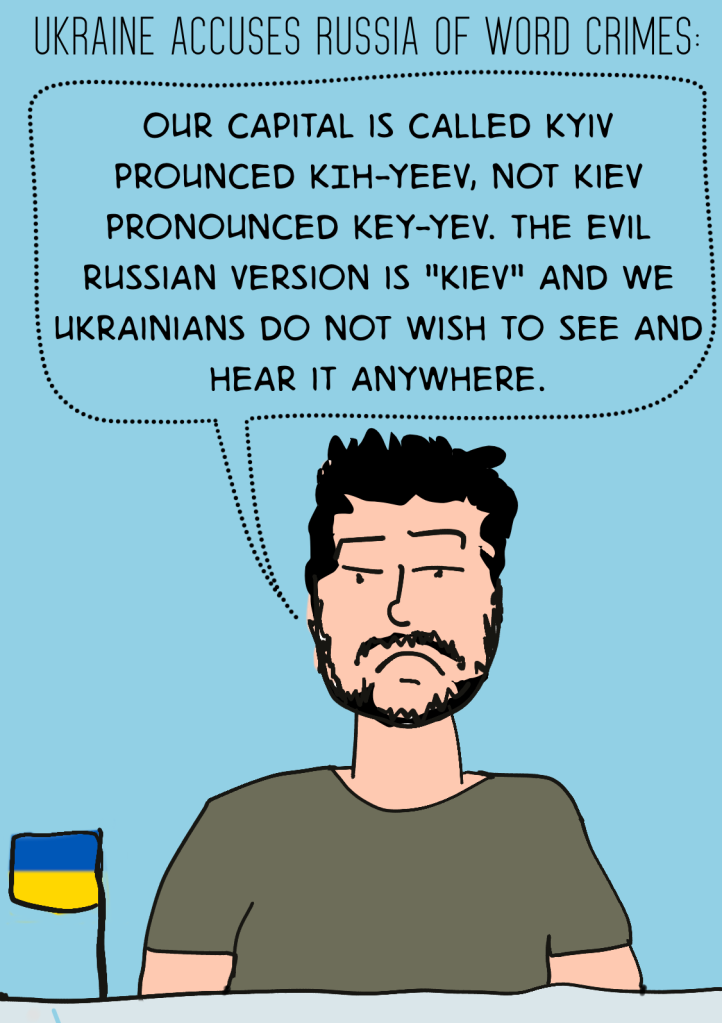 UKRAINE ACCUSES RUSSIA OF WORD CRIMES:
OUR CAPITAL IS CALLED KYIV
PROUNCED KIH-YEEV, NOT KIEV
PRONOUNCED KEY-YEV. THE EVIL
RUSSIAN VERSION IS "KIEV" AND WE
UKRAINIANS DO NOT WISH TO SEE AND
HEAR IT ANYWHERE.